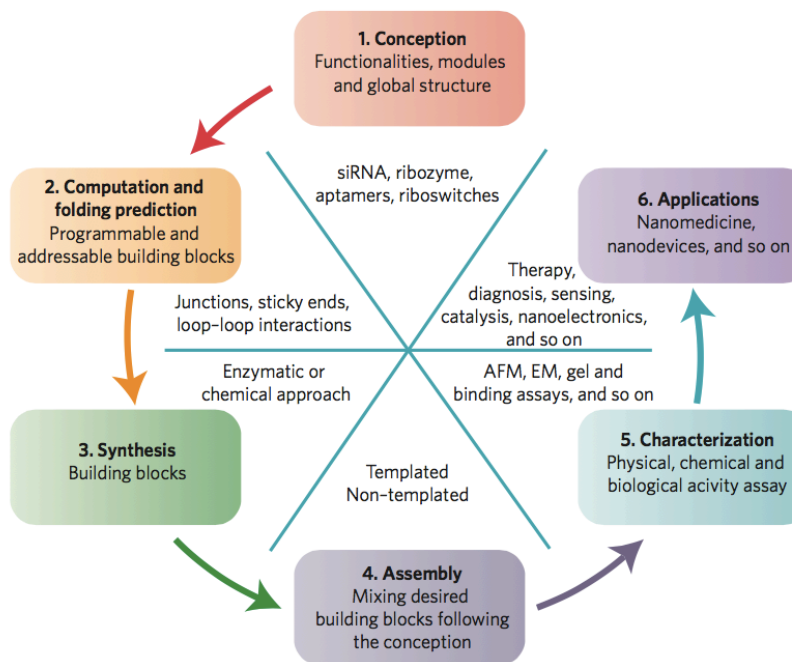 1. Conception
Functionalities, modules
and global structure
siRNA, ribozyme,
aptamers, riboswitches
2. Computation and
folding prediction
Programmable and
addressable building blocks
Junctions, sticky ends,
loop–loop interactions
3. Synthesis
Building blocks
Enzymatic or
chemical approach
4. Assembly
Mixing desired
building blocks following
the conception
Templated
Non–templated
5. Characterization
Physical, chemical and
biological acivity assay
AFM, EM, gel and
binding assays, and so on
6. Applications
Nanomedicine,
nanodevices, and so on
Therapy,
diagnosis, sensing,
catalysis, nanoelectronics,
and so on